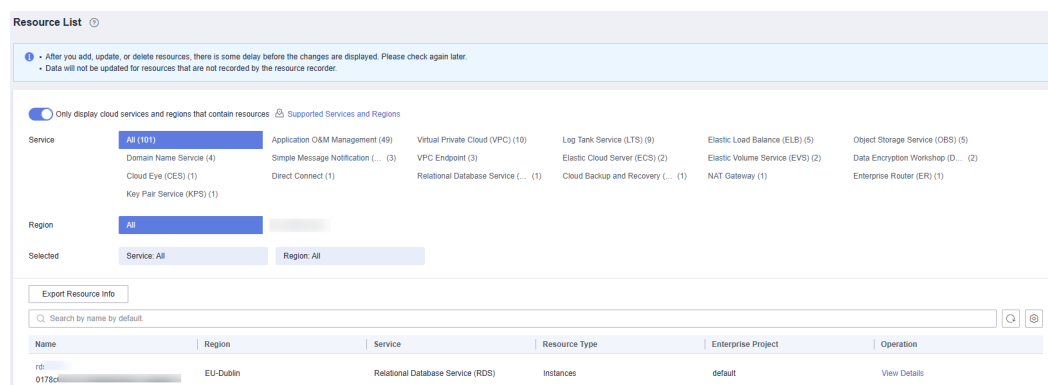 Resource List
• After you add, update, or delete resources, there is some delay before the changes are displayed. Please check again later.
• Data will not be updated for resources that are not recorded by the resource recorder.
Only display cloud services and regions that contain resources Supported Services and Regions
Service All (101) Application O&M Management (49) Virtual Private Cloud (VPC) (10) Log Tank Service (LTS) (9) Elastic Load Balance (ELB) (5) Object Storage Service (OBS) (5)
Domain Name Servcie (4) Simple Message Notification (... (3) VPC Endpoint (3) Elastic Cloud Server (ECS) (2) Elastic Volume Service (EVS) (2) Data Encryption Workshop (D... (2)
Cloud Eye (CES) (1) Direct Connect (1) Relational Database Service (... (1) Cloud Backup and Recovery (... (1) NAT Gateway (1) Enterprise Router (ER) (1)
Key Pair Service (KPS) (1)
Region All
Selected Service: All Region: All
Export Resource Info
Search by name by default.
Name Region Service Resource Type Enterprise Project Operation
EU-Dublin Relational Database Service (RDS) Instances default View Details
0178c